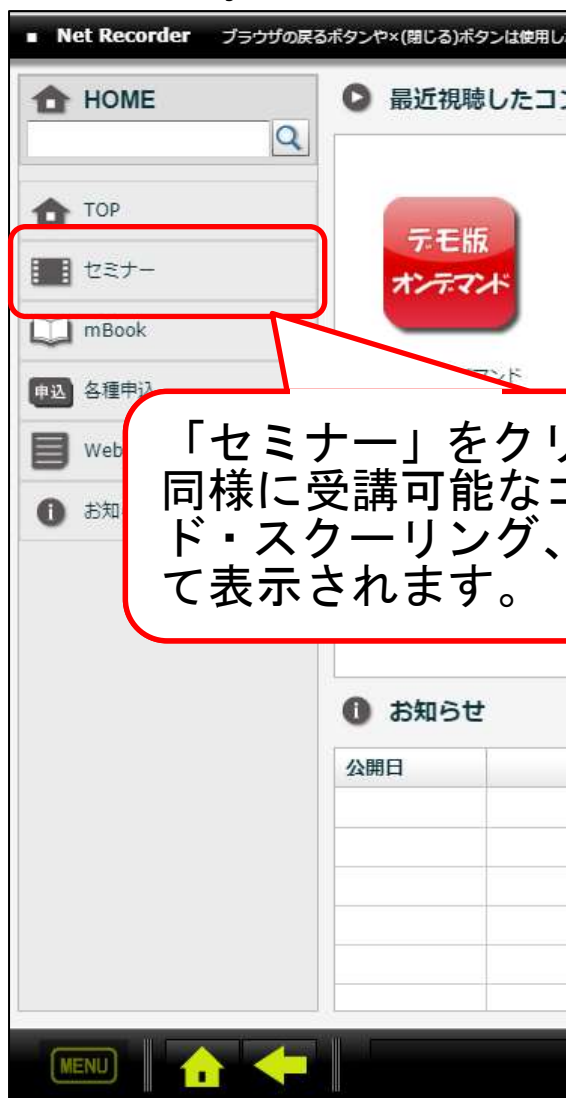 ■ Net Recorder ブラウザの戻るボタンや×(閉じる)ボタンは使用し
HOME
最近視聴したコ
TOP
セミナー
mBook
申込 各種申込
Web
お知
デモ版
オンデマンド
マンド
「セミナー」をクリ
同様に受講可能なコ
ド・スクーリング、
て表示されます。
お知らせ
公開日
MENU